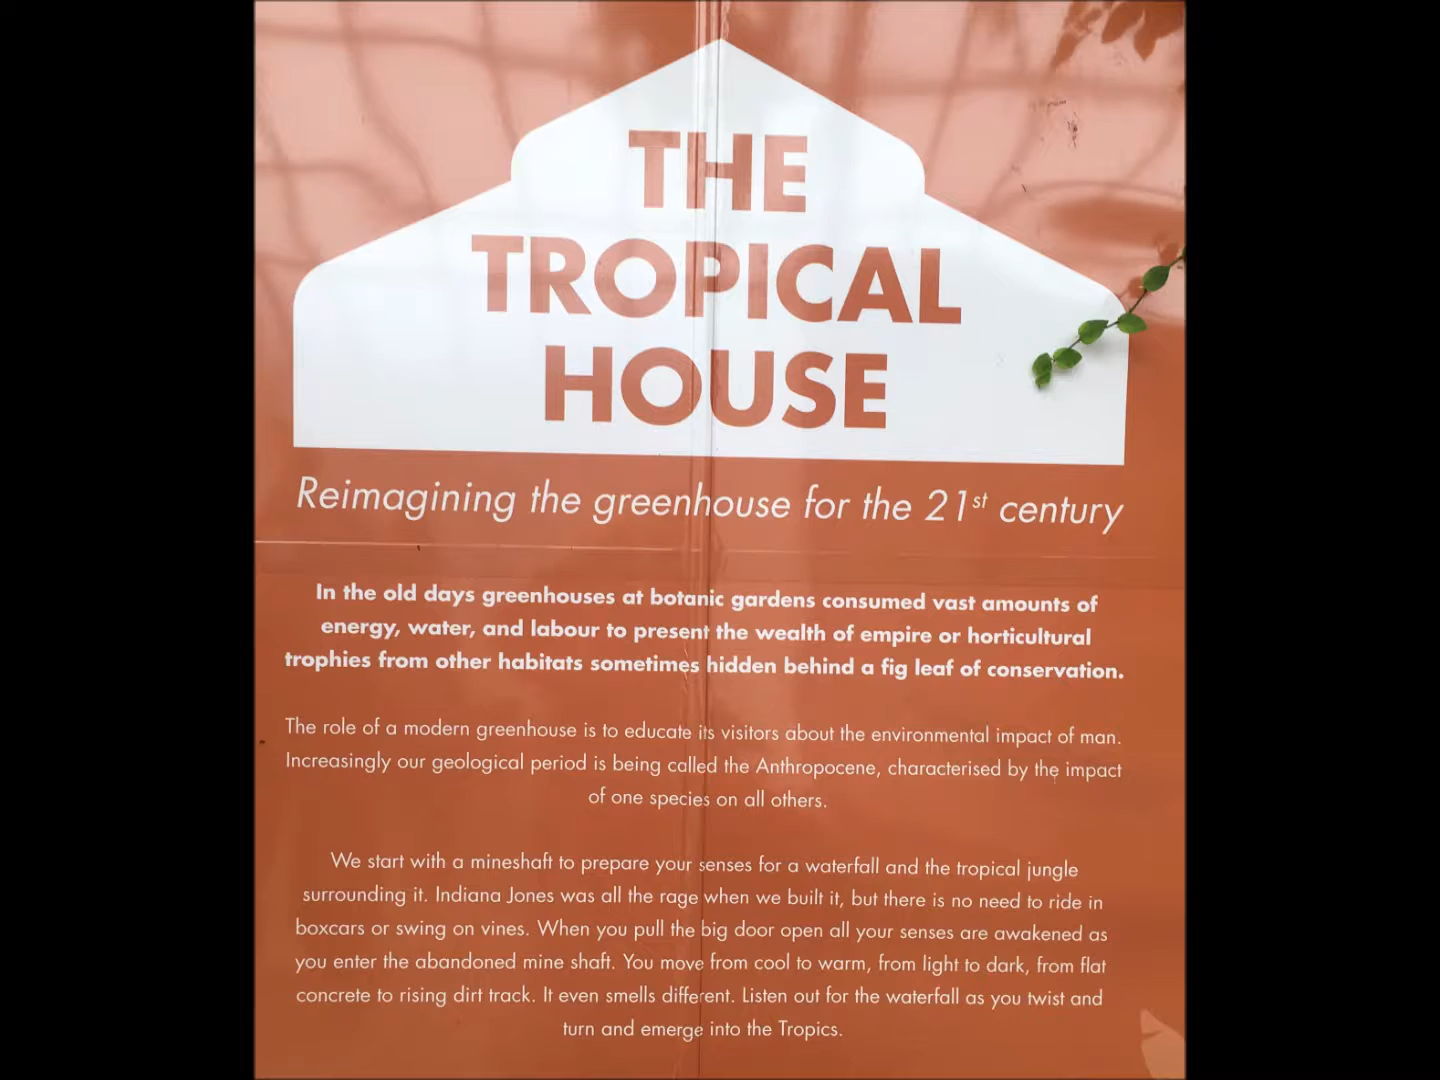 THE
TROPICAL
HOUSE
Reimagining the greenhouse for the 21st century
In the old days greenhouses at botanic gardens consumed vast amounts of
energy, water, and labour to present the wealth of empire or horticultural
trophies from other habitats sometimes hidden behind a fig leaf of conservation.
The role of a modern greenhouse is to educate its visitors about the environmental impact of man.
Increasingly our geological period is being called the Anthropocene, characterised by the impact
of one species on all others.
We start with a mineshaft to prepare your senses for a waterfall and the tropical jungle
surrounding it. Indiana Jones was all the rage when we built it, but there is no need to ride in
boxcars or swing on vines. When you pull the big door open all your senses are awakened as
you enter the abandoned mine shaft. You move from cool to warm, from light to dark, from flat
concrete to rising dirt track. It even smells different. Listen out for the waterfall as you twist and
turn and emerge into the Tropics.